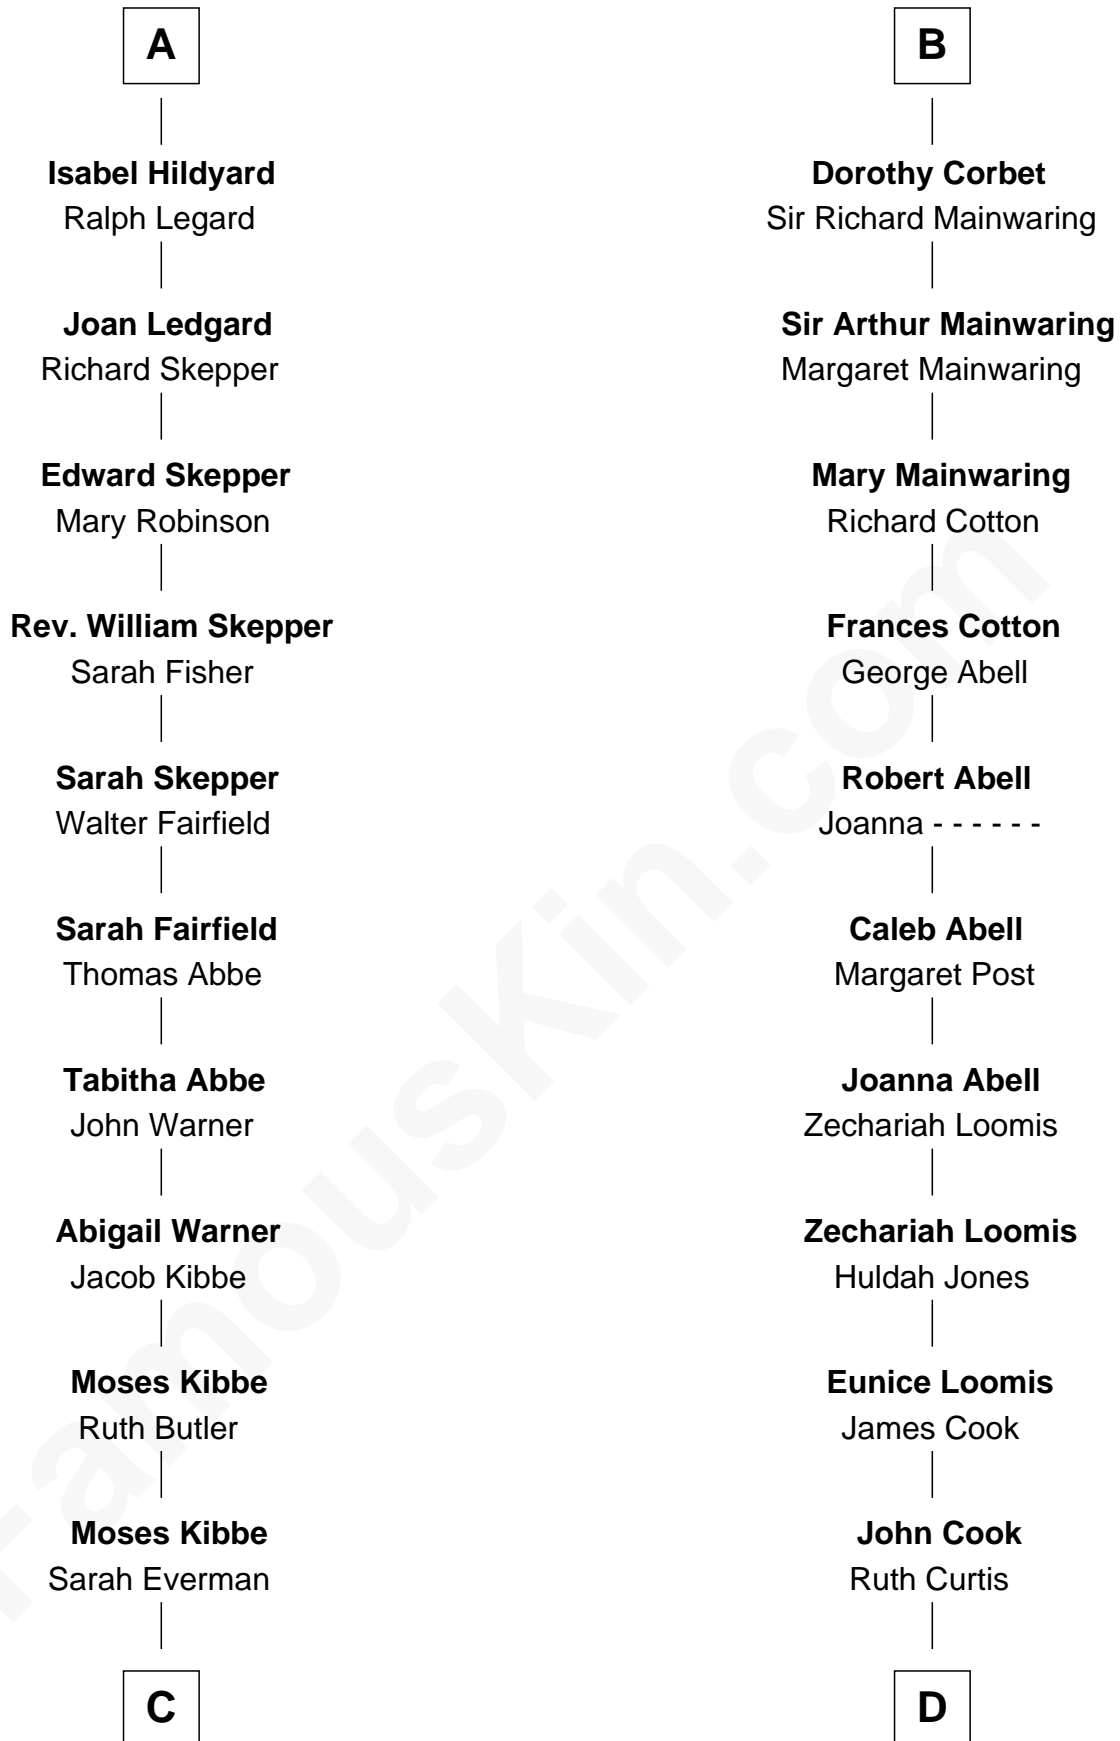 A
Isabel Hildyard
Ralph Legard
Joan Ledgard
Richard Skepper
Edward Skepper
Mary Robinson
Rev. William Skepper
Sarah Fisher
Sarah Skepper
Walter Fairfield
Sarah Fairfield
Thomas Abbe
Tabitha Abbe
John Warner
Abigail Warner
Jacob Kibbe
Moses Kibbe
Ruth Butler
Moses Kibbe
Sarah Everman
C
B
Dorothy Corbet
Sir Richard Mainwaring
Sir Arthur Mainwaring
Margaret Mainwaring
Mary Mainwaring
Richard Cotton
Frances Cotton
George Abell
Robert Abell
Joanna - - - - - -
Caleb Abell
Margaret Post
Joanna Abell
Zechariah Loomis
Zechariah Loomis
Huldah Jones
Eunice Loomis
James Cook
John Cook
Ruth Curtis
D
FamousKin.com